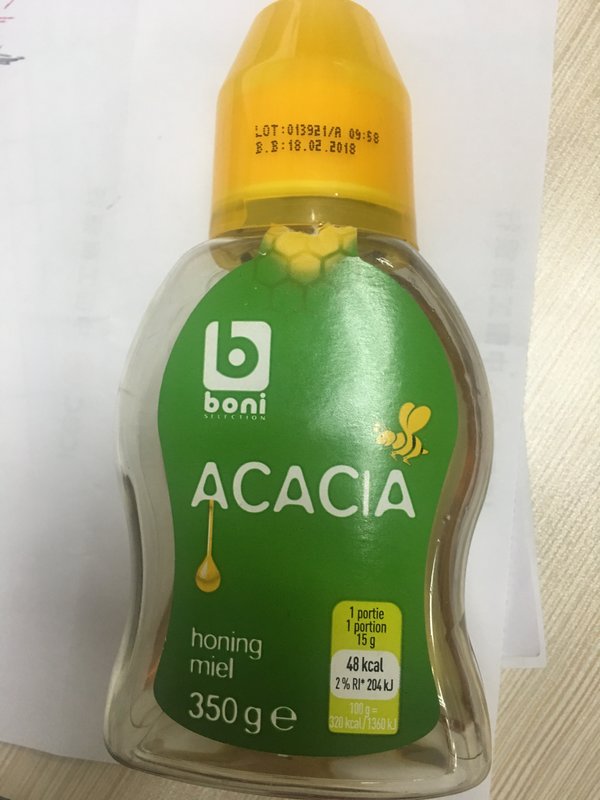 LOT:013921/A 09:58
B.B:18.02.2018
boni
SELECTION
ACACIA
honing
miel
350 g e
1 portie
1 portion
15 g
48 kcal
2 % RI* 204 kJ
100 g =
320 kcal/1360 kJ